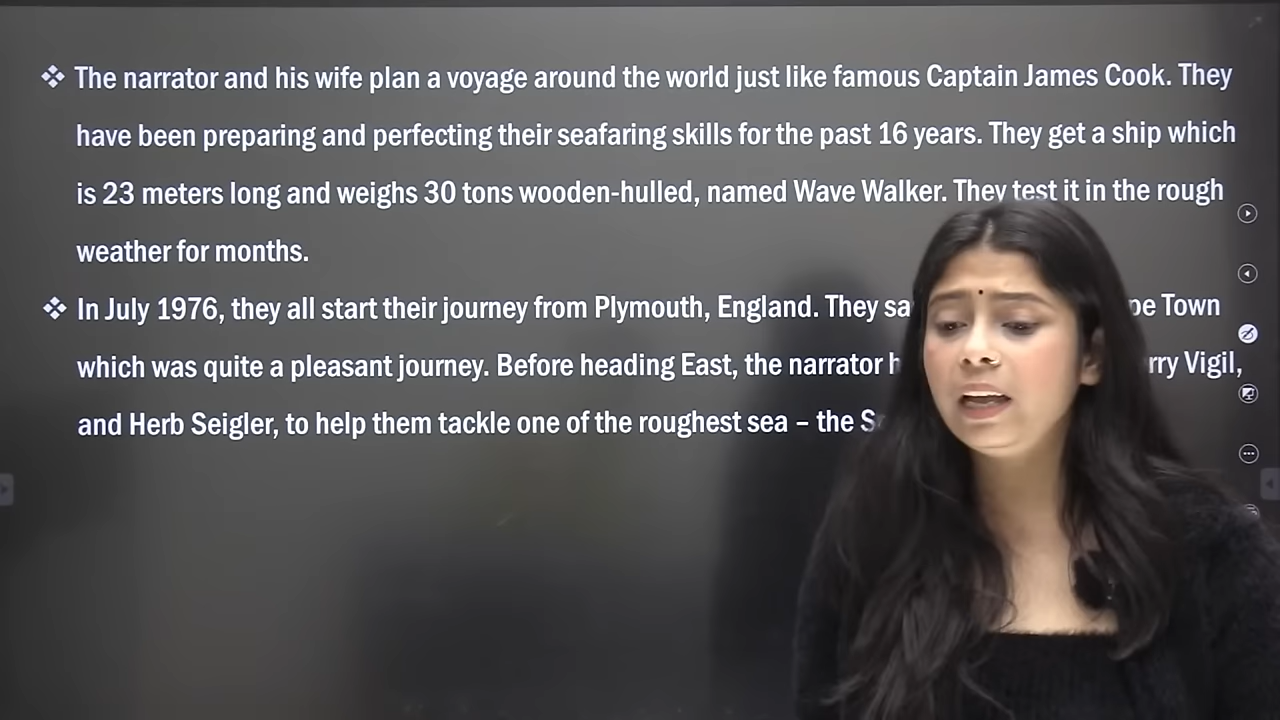 ❖ The narrator and his wife plan a voyage around the world just like famous Captain James Cook. They
have been preparing and perfecting their seafaring skills for the past 16 years. They get a ship which
is 23 meters long and weighs 30 tons wooden-hulled, named Wave Walker. They test it in the rough
weather for months.
❖ In July 1976, they all start their journey from Plymouth, England. They Town
which was quite a pleasant journey. Before heading East, the narrator Vigil,
and Herb Seigler, to help them tackle one of the roughest sea – the